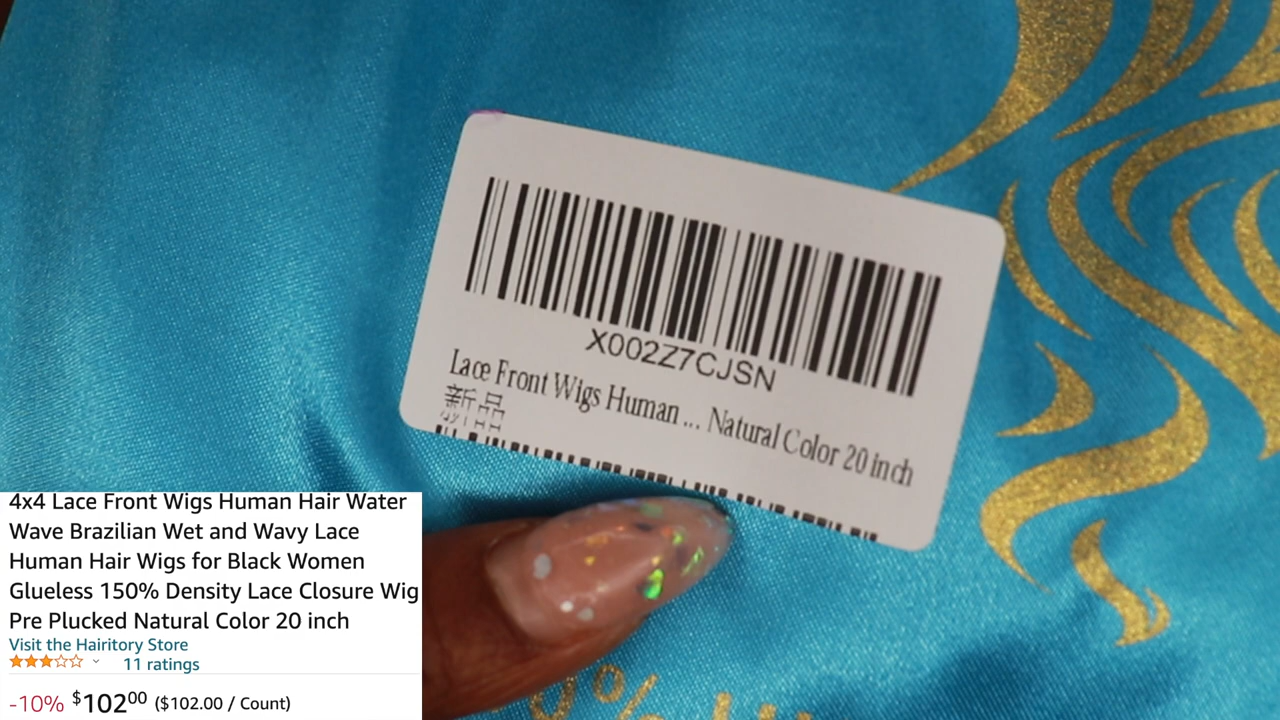 X002Z7CJSN
Lace Front Wigs Human ... Natural Color 20 inch
新品
4x4 Lace Front Wigs Human Hair Water
Wave Brazilian Wet and Wavy Lace
Human Hair Wigs for Black Women
Glueless 150% Density Lace Closure Wig
Pre Plucked Natural Color 20 inch
Visit the Hairitory Store
11 ratings
-10% $10200 ($102.00 / Count)